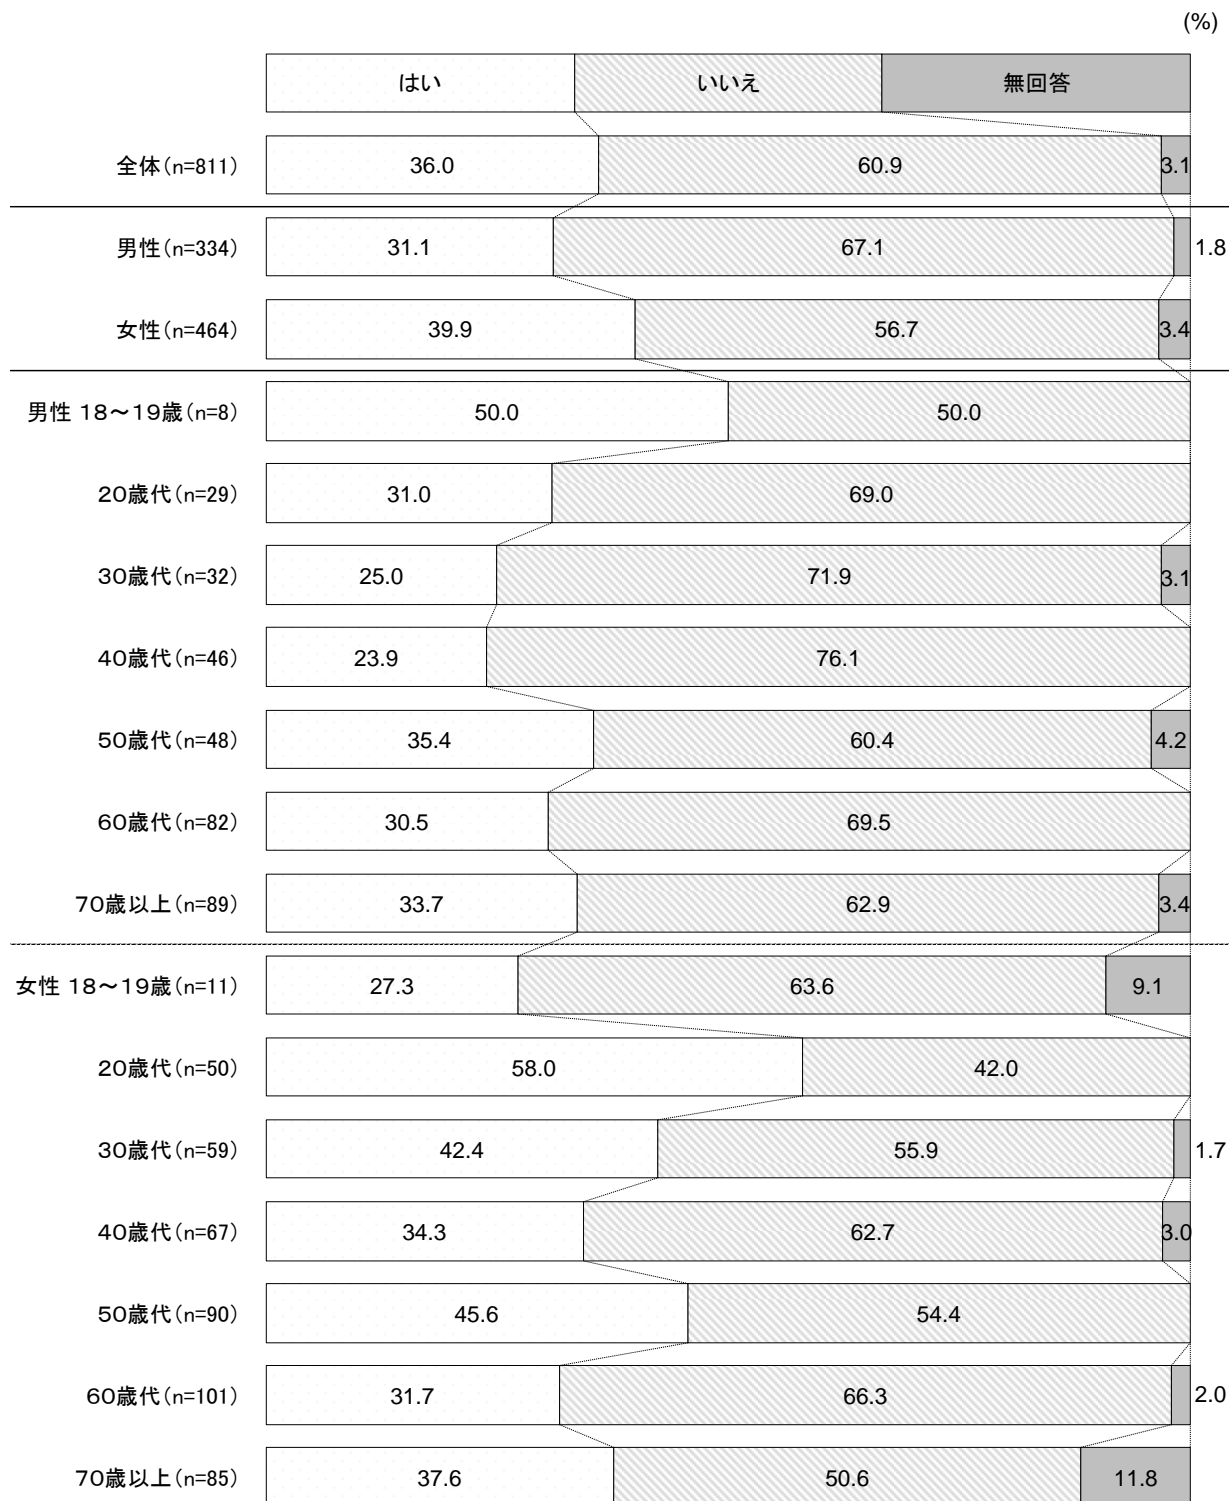 (%)
はい いいえ 無回答
全体(n=811) 36.0 60.9 3.1
男性(n=334) 31.1 67.1 1.8
女性(n=464) 39.9 56.7 3.4
男性 18～19歳(n=8) 50.0 50.0
20歳代(n=29) 31.0 69.0
30歳代(n=32) 25.0 71.9 3.1
40歳代(n=46) 23.9 76.1
50歳代(n=48) 35.4 60.4 4.2
60歳代(n=82) 30.5 69.5
70歳以上(n=89) 33.7 62.9 3.4
女性 18～19歳(n=11) 27.3 63.6 9.1
20歳代(n=50) 58.0 42.0
30歳代(n=59) 42.4 55.9 1.7
40歳代(n=67) 34.3 62.7 3.0
50歳代(n=90) 45.6 54.4
60歳代(n=101) 31.7 66.3 2.0
70歳以上(n=85) 37.6 50.6 11.8